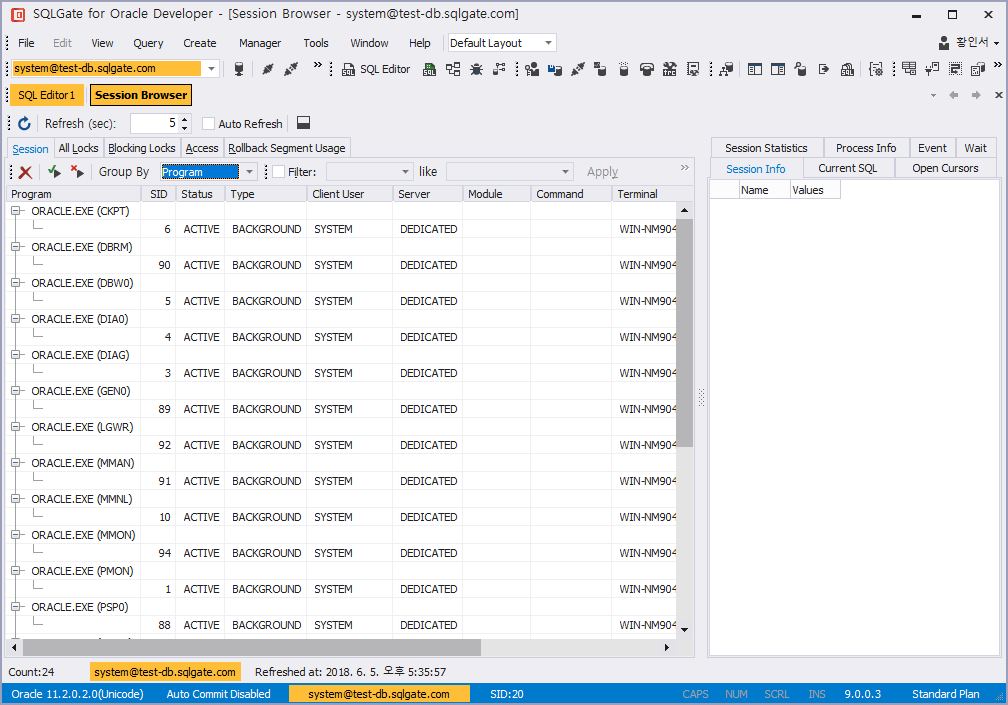 SQLGate for Oracle Developer - [Session Browser - system@test-db.sqlgate.com]
File Edit View Query Create Manager Tools Window Help Default Layout 황인서
system@test-db.sqlgate.com SQL Editor
SQL Editor1 Session Browser
Refresh (sec): 5 Auto Refresh
Session All Locks Blocking Locks Access Rollback Segment Usage
Group By Program Filter: like Apply
Program SID Status Type Client User Server Module Command Terminal
ORACLE.EXE (CKPT)
6 ACTIVE BACKGROUND SYSTEM DEDICATED WIN-NM904
ORACLE.EXE (DBRM)
90 ACTIVE BACKGROUND SYSTEM DEDICATED WIN-NM904
ORACLE.EXE (DBW0)
5 ACTIVE BACKGROUND SYSTEM DEDICATED WIN-NM904
ORACLE.EXE (DIA0)
4 ACTIVE BACKGROUND SYSTEM DEDICATED WIN-NM904
ORACLE.EXE (DIAG)
3 ACTIVE BACKGROUND SYSTEM DEDICATED WIN-NM904
ORACLE.EXE (GEN0)
89 ACTIVE BACKGROUND SYSTEM DEDICATED WIN-NM904
ORACLE.EXE (LGWR)
92 ACTIVE BACKGROUND SYSTEM DEDICATED WIN-NM904
ORACLE.EXE (MMAN)
91 ACTIVE BACKGROUND SYSTEM DEDICATED WIN-NM904
ORACLE.EXE (MMNL)
10 ACTIVE BACKGROUND SYSTEM DEDICATED WIN-NM904
ORACLE.EXE (MMON)
94 ACTIVE BACKGROUND SYSTEM DEDICATED WIN-NM904
ORACLE.EXE (PMON)
1 ACTIVE BACKGROUND SYSTEM DEDICATED WIN-NM904
ORACLE.EXE (PSP0)
88 ACTIVE BACKGROUND SYSTEM DEDICATED WIN-NM904
Session Statistics Process Info Event Wait
Session Info Current SQL Open Cursors
Name Values
Count:24 system@test-db.sqlgate.com Refreshed at: 2018. 6. 5. 오후 5:35:57
Oracle 11.2.0.2.0(Unicode) Auto Commit Disabled system@test-db.sqlgate.com SID:20 CAPS NUM SCRL INS 9.0.0.3 Standard Plan